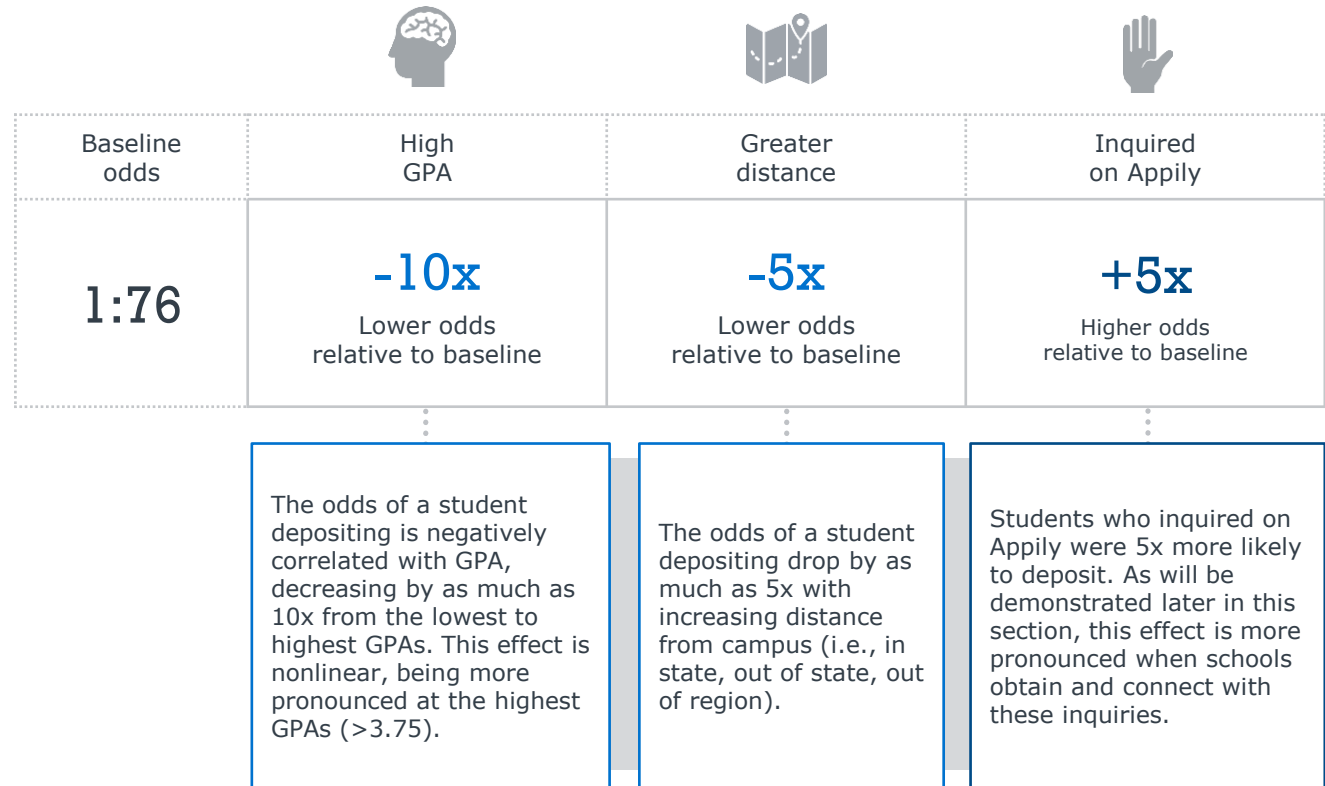 Baseline
odds
High
GPA
Greater
distance
Inquired
on Appily
1:76
-10x
Lower odds
relative to baseline
-5x
Lower odds
relative to baseline
+5x
Higher odds
relative to baseline
The odds of a student
depositing is negatively
correlated with GPA,
decreasing by as much as
10x from the lowest to
highest GPAs. This effect is
nonlinear, being more
pronounced at the highest
GPAs (>3.75).
The odds of a student
depositing drop by as
much as 5x with
increasing distance
from campus (i.e., in
state, out of state, out
of region).
Students who inquired on
Appily were 5x more likely
to deposit. As will be
demonstrated later in this
section, this effect is more
pronounced when schools
obtain and connect with
these inquiries.